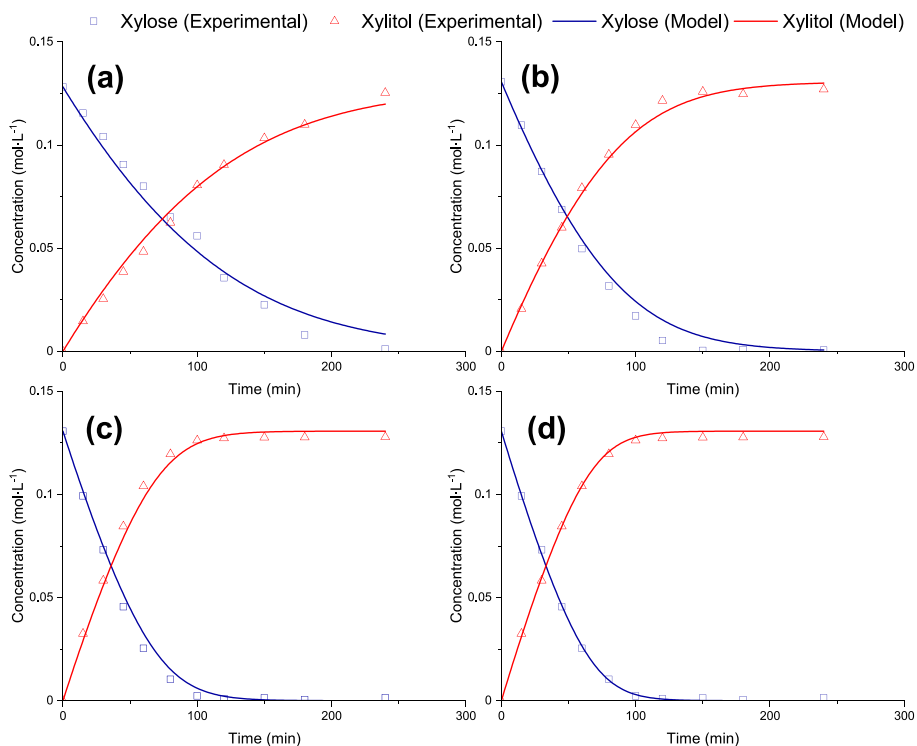 Xylose (Experimental) Xylitol (Experimental) Xylose (Model) Xylitol (Model)
(a)
0.15
0.1
0.05
0
Concentration (mol·L⁻¹)
0 100 200 300
Time (min)
(b)
0.15
0.1
0.05
0
Concentration (mol·L⁻¹)
0 100 200 300
Time (min)
(c)
0.15
0.1
0.05
0
Concentration (mol·L⁻¹)
0 100 200 300
Time (min)
(d)
0.15
0.1
0.05
0
Concentration (mol·L⁻¹)
0 100 200 300
Time (min)